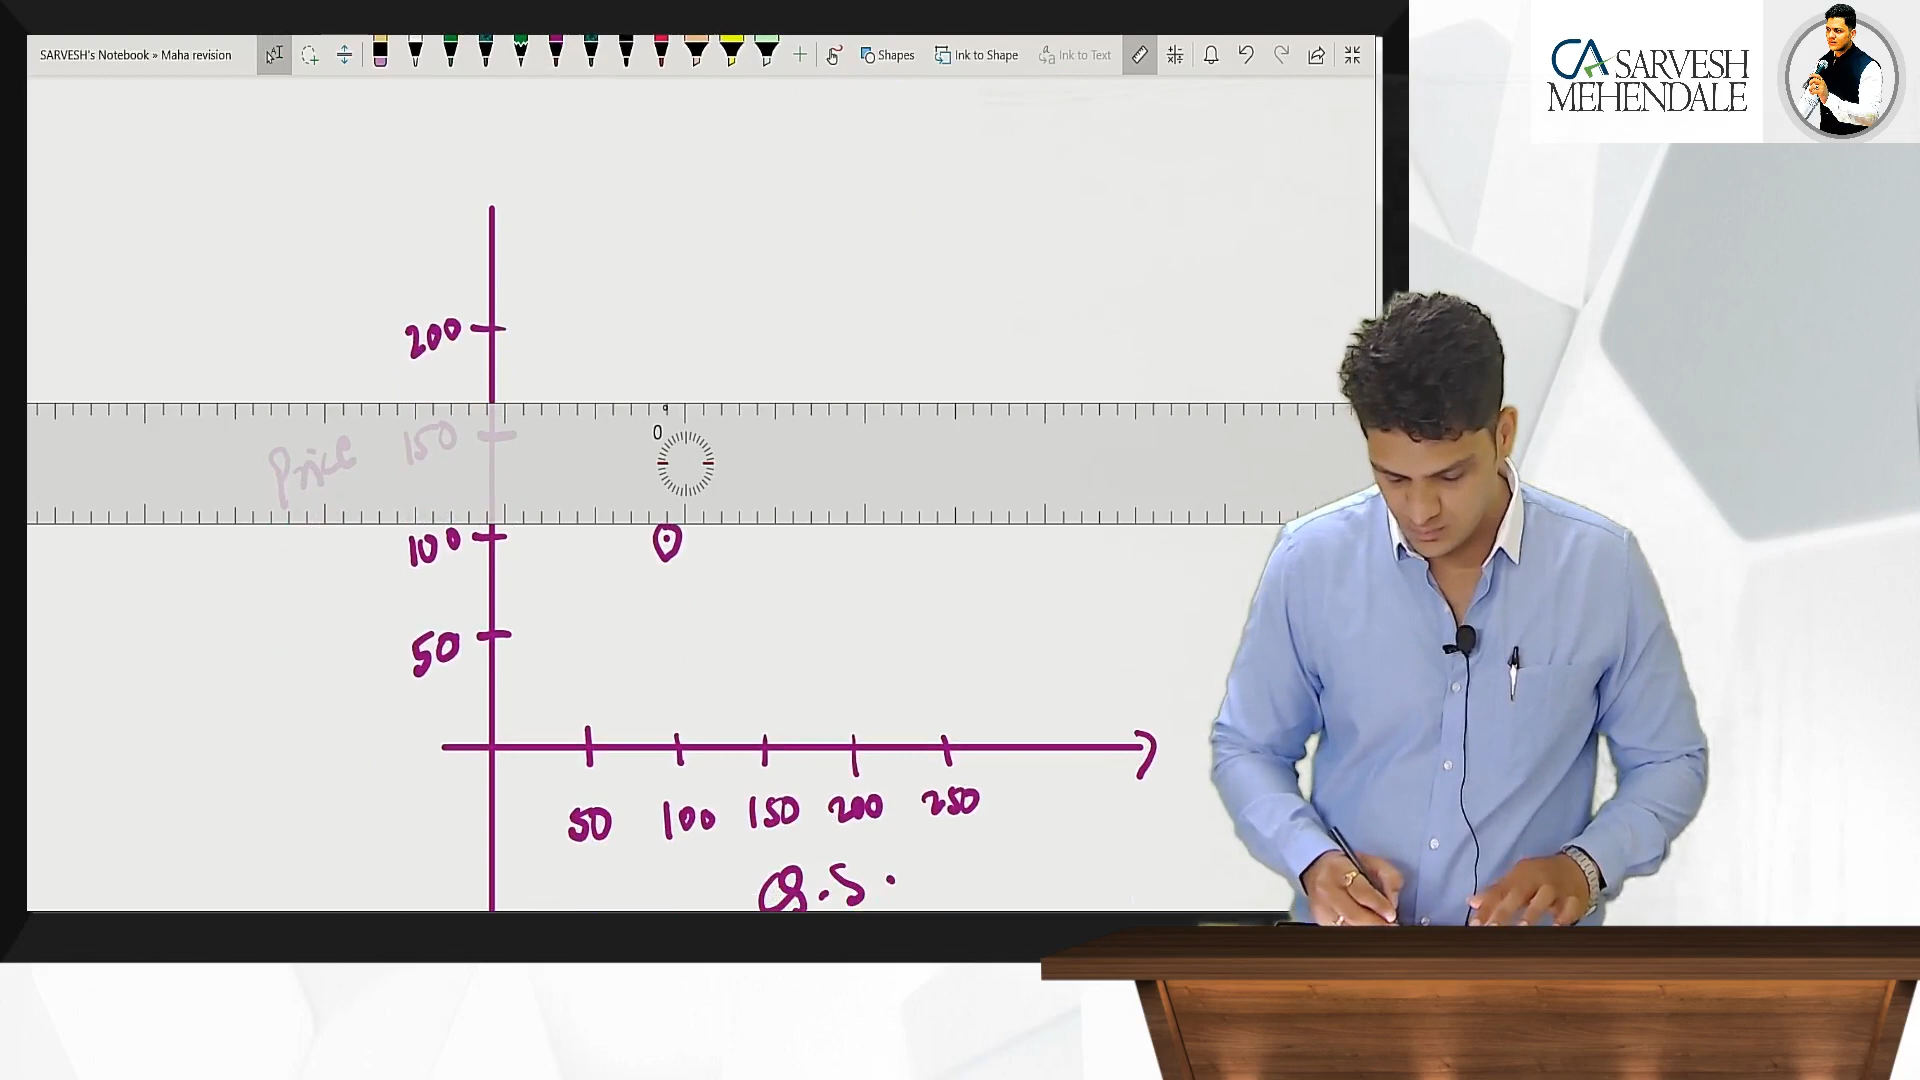 SARVESH's Notebook » Maha revision
Shapes
Ink to Shape
Ink to Text
CA SARVESH
MEHENDALE
200
Price 150
0
100
50
50 100 150 200 250
Q.S.